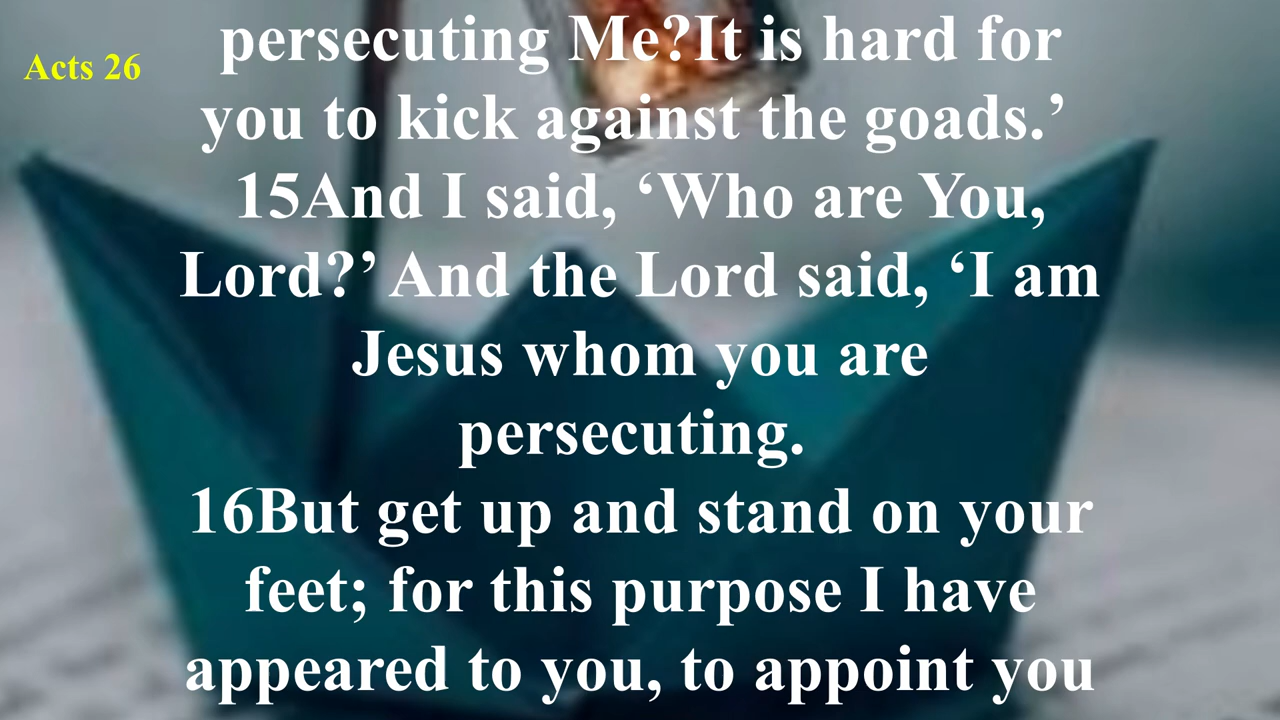 Acts 26
persecuting Me?It is hard for
you to kick against the goads.’
15And I said, ‘Who are You,
Lord?’ And the Lord said, ‘I am
Jesus whom you are
persecuting.
16But get up and stand on your
feet; for this purpose I have
appeared to you, to appoint you